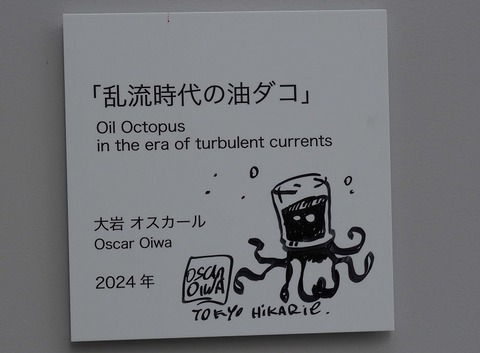 「乱流時代の油ダコ」
Oil Octopus
in the era of turbulent currents
大岩 オスカール
Oscar Oiwa
2024 年
OSCAR
OIWA
TOKYO HIKARIE.